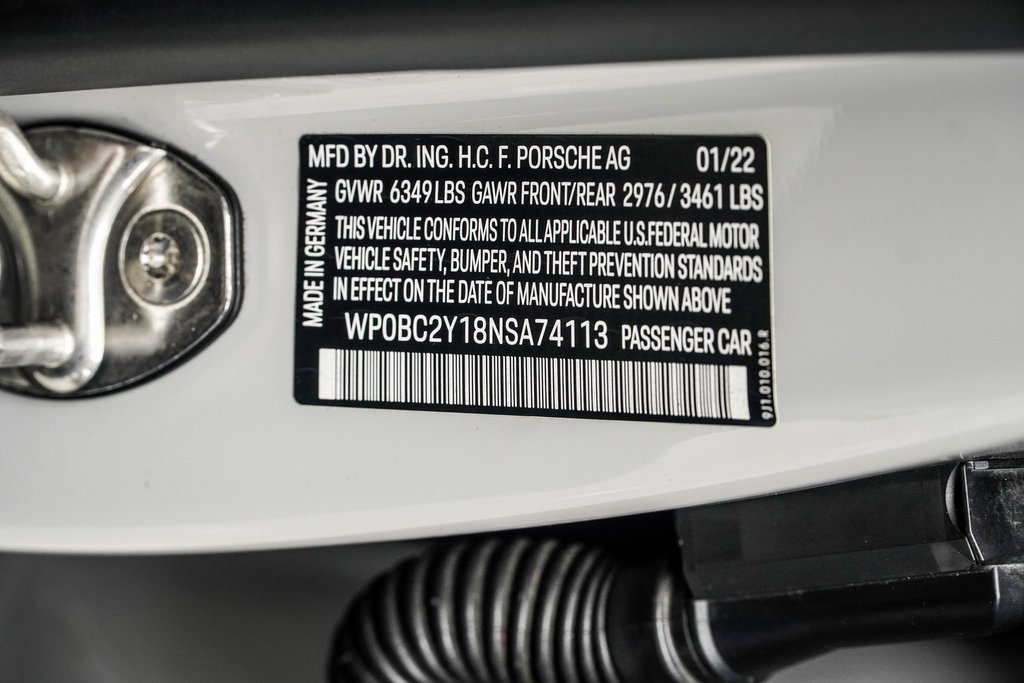 MFD BY DR. ING. H.C. F. PORSCHE AG 01/22
GVWR 6349 LBS GAWR FRONT/REAR 2976/3461 LBS
MADE IN GERMANY
THIS VEHICLE CONFORMS TO ALL APPLICABLE U.S. FEDERAL MOTOR
VEHICLE SAFETY, BUMPER, AND THEFT PREVENTION STANDARDS
IN EFFECT ON THE DATE OF MANUFACTURE SHOWN ABOVE
WP0BC2Y18NSA74113 PASSENGER CAR
9J1.010.016.R